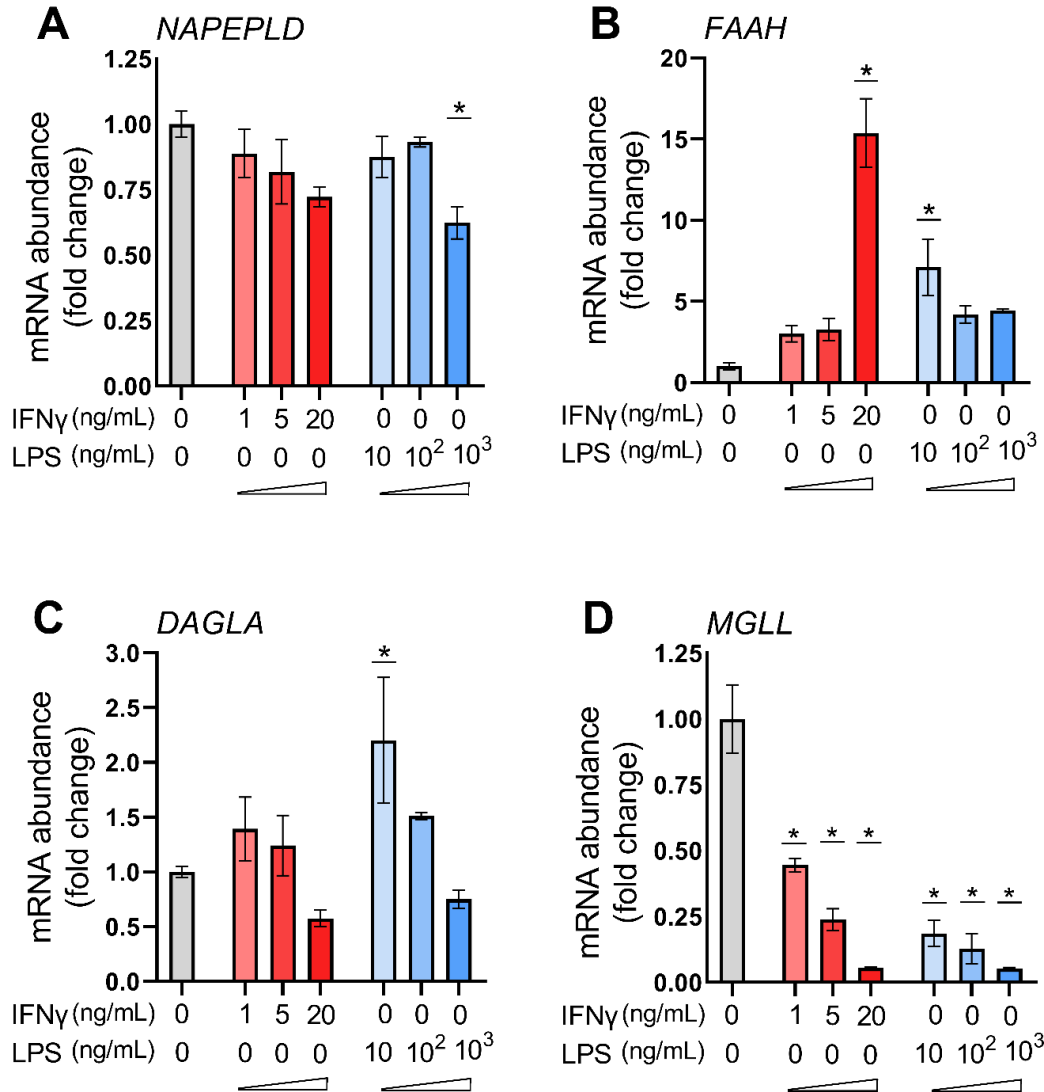 A NAPEPLD
mRNA abundance
(fold change)
1.25
1.00
0.75
0.50
0.25
0.00
*
IFNγ (ng/mL) 0 1 5 20 0 0 0
LPS (ng/mL) 0 0 0 0 10 10² 10³
B FAAH
mRNA abundance
(fold change)
20
15
10
5
0
* *
IFNγ (ng/mL) 0 1 5 20 0 0 0
LPS (ng/mL) 0 0 0 0 10 10² 10³
C DAGLA
mRNA abundance
(fold change)
3.0
2.5
2.0
1.5
1.0
0.5
0.0
*
IFNγ (ng/mL) 0 1 5 20 0 0 0
LPS (ng/mL) 0 0 0 0 10 10² 10³
D MGLL
mRNA abundance
(fold change)
1.25
1.00
0.75
0.50
0.25
0.00
* * * * * *
IFNγ (ng/mL) 0 1 5 20 0 0 0
LPS (ng/mL) 0 0 0 0 10 10² 10³